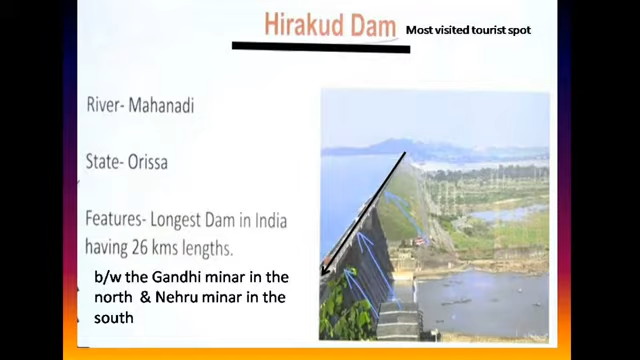 Hirakud Dam
Most visited tourist spot
River- Mahanadi
State- Orissa
Features- Longest Dam in India
having 26 kms lengths.
b/w the Gandhi minar in the
north & Nehru minar in the
south